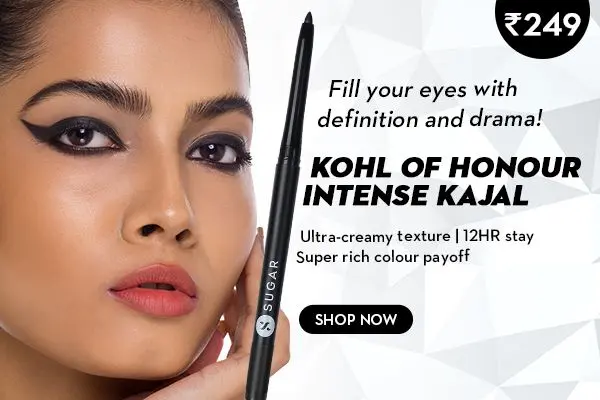 ₹249
Fill your eyes with
definition and drama!
KOHL OF HONOUR
INTENSE KAJAL
Ultra-creamy texture | 12HR stay
Super rich colour payoff
SUGAR
SHOP NOW